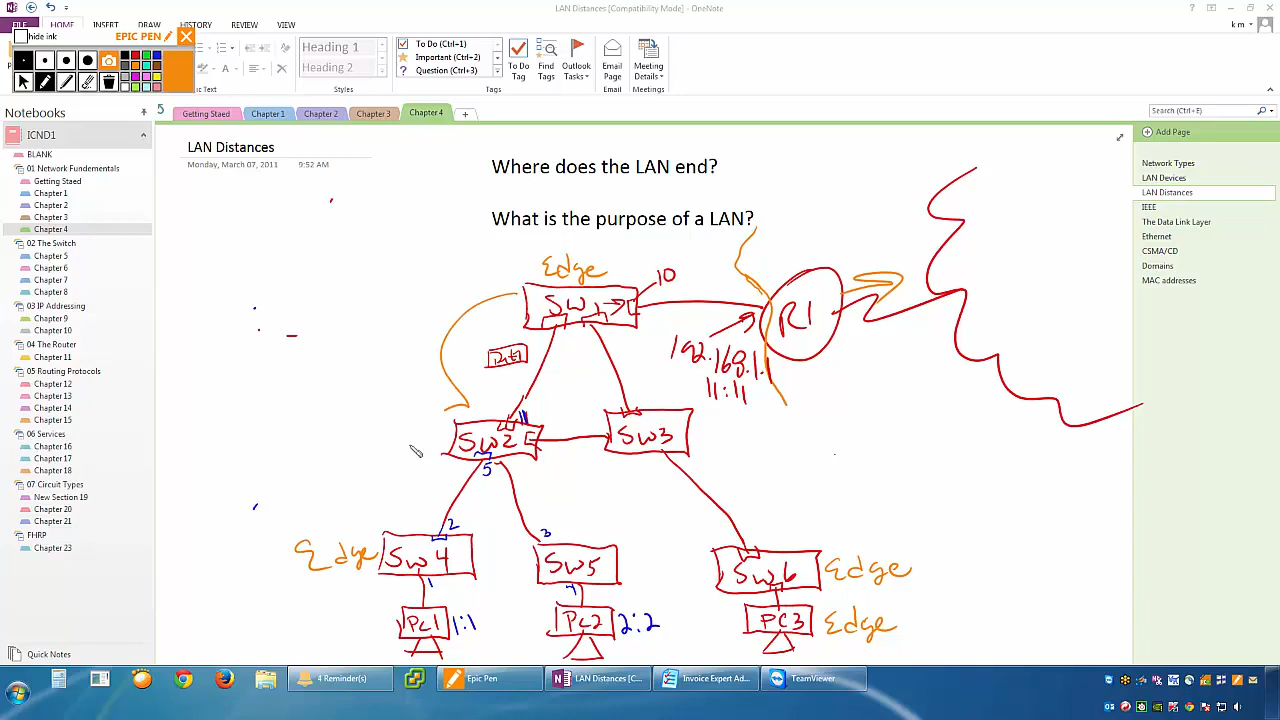 LAN Distances [Compatibility Mode] - OneNote
FILE HOME INSERT DRAW HISTORY REVIEW VIEW
k m
hide ink EPIC PEN
Heading 1
Heading 2
To Do (Ctrl+1)
Important (Ctrl+2)
Question (Ctrl+3)
To Do Tag
Find Tags
Outlook Tasks
Email Page
Meeting Details
Basic Text
Styles
Tags
Email
Meetings
Notebooks
Getting Staed
Chapter 1
Chapter 2
Chapter 3
Chapter 4
Search (Ctrl+E)
ICND1
BLANK
01 Network Fundamentals
Getting Staed
Chapter 1
Chapter 2
Chapter 3
Chapter 4
02 The Switch
Chapter 5
Chapter 6
Chapter 7
Chapter 8
03 IP Addressing
Chapter 9
Chapter 10
04 The Router
Chapter 11
05 Routing Protocols
Chapter 12
Chapter 13
Chapter 14
Chapter 15
06 Services
Chapter 16
Chapter 17
Chapter 18
07 Circuit Types
New Section 19
Chapter 20
Chapter 21
FHRP
Chapter 23
Quick Notes
LAN Distances
Monday, March 07, 2011 9:52 AM
Where does the LAN end?
What is the purpose of a LAN?
Edge
SW1
10
R1
192.168.1.1
11:11
SW2
11
5
SW3
Edge
SW4
2
1
3
SW5
4
SW6
Edge
PC1
1:1
PC2
2:2
PC3
Edge
Add Page
Network Types
LAN Devices
LAN Distances
IEEE
The Data Link Layer
Ethernet
CSMA/CD
Domains
MAC addresses
4 Reminder(s)
Epic Pen
LAN Distances [C...
Invoice Expert Ad...
TeamViewer